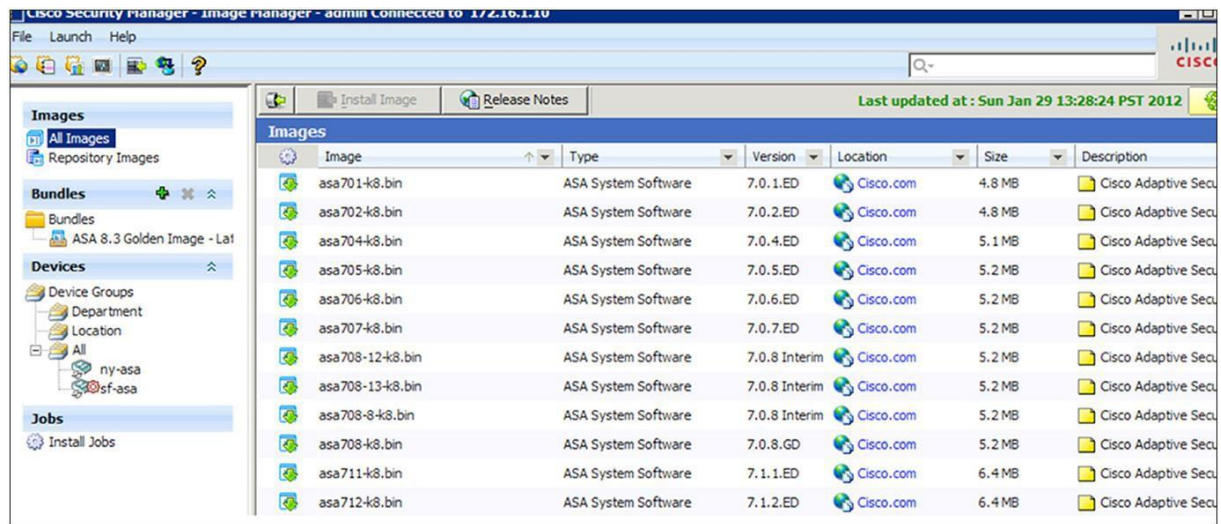 Cisco Security Manager - Image Manager - admin Connected to 172.16.1.10
File Launch Help
CISC
Install Image Release Notes Last updated at : Sun Jan 29 13:28:24 PST 2012
Images
All Images
Repository Images
Bundles
Bundles
ASA 8.3 Golden Image - Lat
Devices
Device Groups
Department
Location
All
ny-asa
sf-asa
Jobs
Install Jobs
Images
Image Type Version Location Size Description
asa701-k8.bin ASA System Software 7.0.1.ED Cisco.com 4.8 MB Cisco Adaptive Secu
asa702-k8.bin ASA System Software 7.0.2.ED Cisco.com 4.8 MB Cisco Adaptive Secu
asa704-k8.bin ASA System Software 7.0.4.ED Cisco.com 5.1 MB Cisco Adaptive Secu
asa705-k8.bin ASA System Software 7.0.5.ED Cisco.com 5.2 MB Cisco Adaptive Secu
asa706-k8.bin ASA System Software 7.0.6.ED Cisco.com 5.2 MB Cisco Adaptive Secu
asa707-k8.bin ASA System Software 7.0.7.ED Cisco.com 5.2 MB Cisco Adaptive Secu
asa708-12-k8.bin ASA System Software 7.0.8 Interim Cisco.com 5.2 MB Cisco Adaptive Secu
asa708-13-k8.bin ASA System Software 7.0.8 Interim Cisco.com 5.2 MB Cisco Adaptive Secu
asa708-8-k8.bin ASA System Software 7.0.8 Interim Cisco.com 5.2 MB Cisco Adaptive Secu
asa708-k8.bin ASA System Software 7.0.8.GD Cisco.com 5.2 MB Cisco Adaptive Secu
asa711-k8.bin ASA System Software 7.1.1.ED Cisco.com 6.4 MB Cisco Adaptive Secu
asa712-k8.bin ASA System Software 7.1.2.ED Cisco.com 6.4 MB Cisco Adaptive Secu